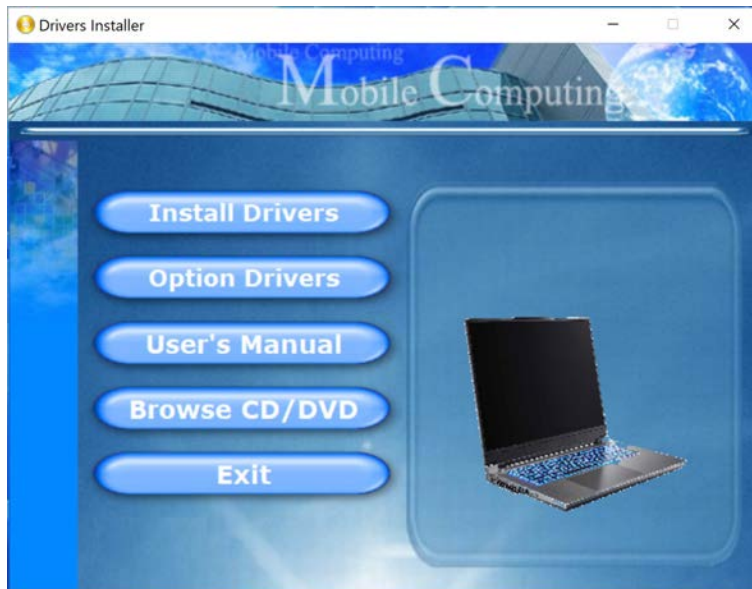 Drivers Installer
Mobile Computing
Mobile Computing
Install Drivers
Option Drivers
User's Manual
Browse CD/DVD
Exit